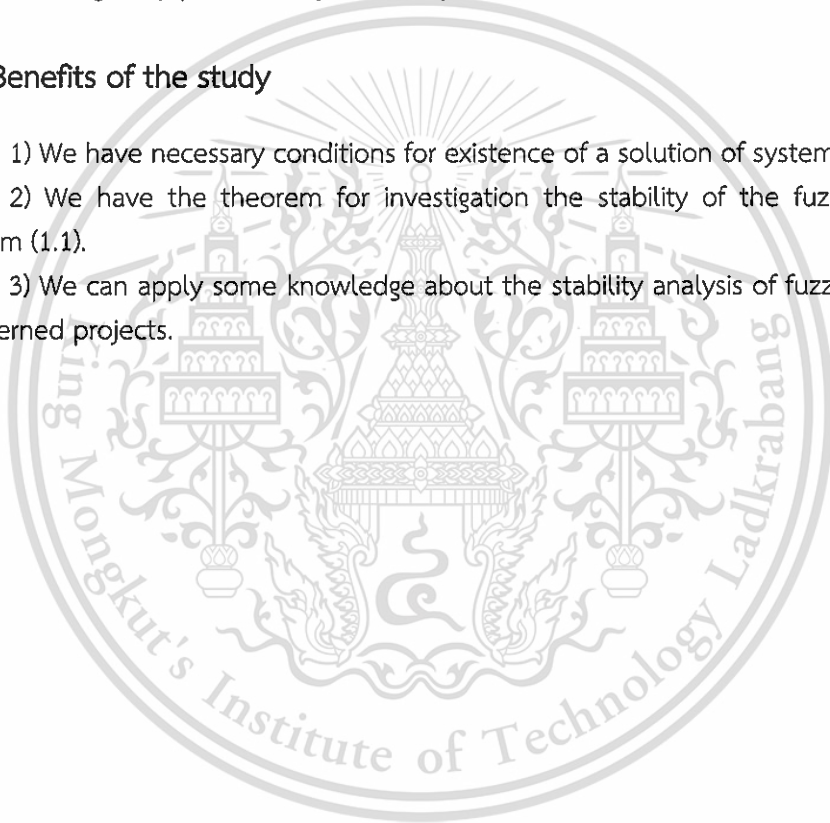 Benefits of the study
1) We have necessary conditions for existence of a solution of system
2) We have the theorem for investigation the stability of the fuz
m (1.1).
3) We can apply some knowledge about the stability analysis of fuzz
erned projects.
King Mongkut's Institute of Technology Ladkrabang